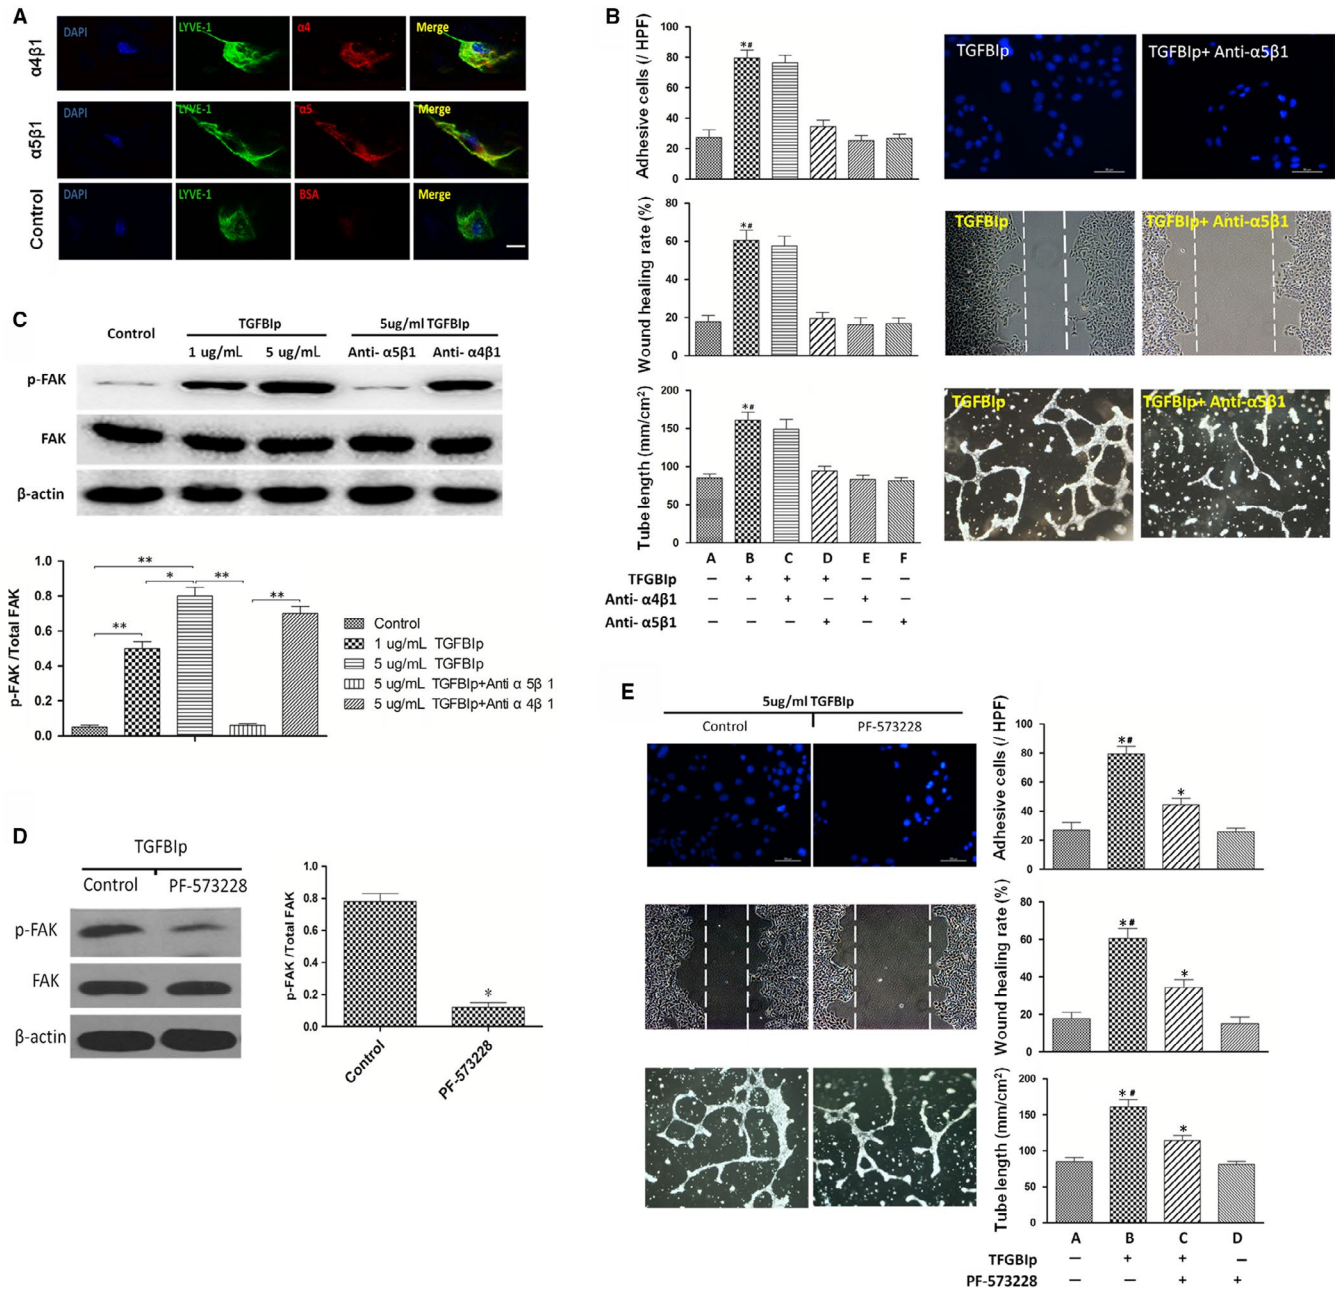 A
α4β1
DAPI
LYVE-1
α4
Merge
α5β1
DAPI
LYVE-1
α5
Merge
Control
DAPI
LYVE-1
BSA
Merge
B
Adhesive cells (/ HPF)
100
80
60
40
20
0
*#
TGFBIp
TGFBIp+ Anti-α5β1
Wound healing rate (%)
80
60
40
20
0
*#
TGFBIp
TGFBIp+ Anti-α5β1
Tube length (mm/cm²)
200
150
100
50
0
*#
TGFBIp
TGFBIp+ Anti-α5β1
A B C D E F
TFGBIp — + + + — —
Anti- α4β1 — — + — + —
Anti- α5β1 — — — + — +
C
Control
TGFBIp
5ug/ml TGFBIp
1 ug/mL 5 ug/mL Anti- α5β1 Anti- α4β1
p-FAK
FAK
β-actin
p-FAK /Total FAK
1.0
0.8
0.6
0.4
0.2
0.0
**
* **
**
**
Control
1 ug/mL TGFBIp
5 ug/mL TGFBIp
5 ug/mL TGFBIp+Anti α 5β 1
5 ug/mL TGFBIp+Anti α 4β 1
D
TGFBIp
Control PF-573228
p-FAK
FAK
β-actin
p-FAK /Total FAK
0.8
0.6
0.4
0.2
0.0
*
Control
PF-573228
E
5ug/ml TGFBIp
Control PF-573228
Adhesive cells (/ HPF)
100
80
60
40
20
0
*#
*
Wound healing rate (%)
80
60
40
20
0
*#
*
Tube length (mm/cm²)
200
150
100
50
0
*#
*
A B C D
TFGBIp — + + —
PF-573228 — — + +